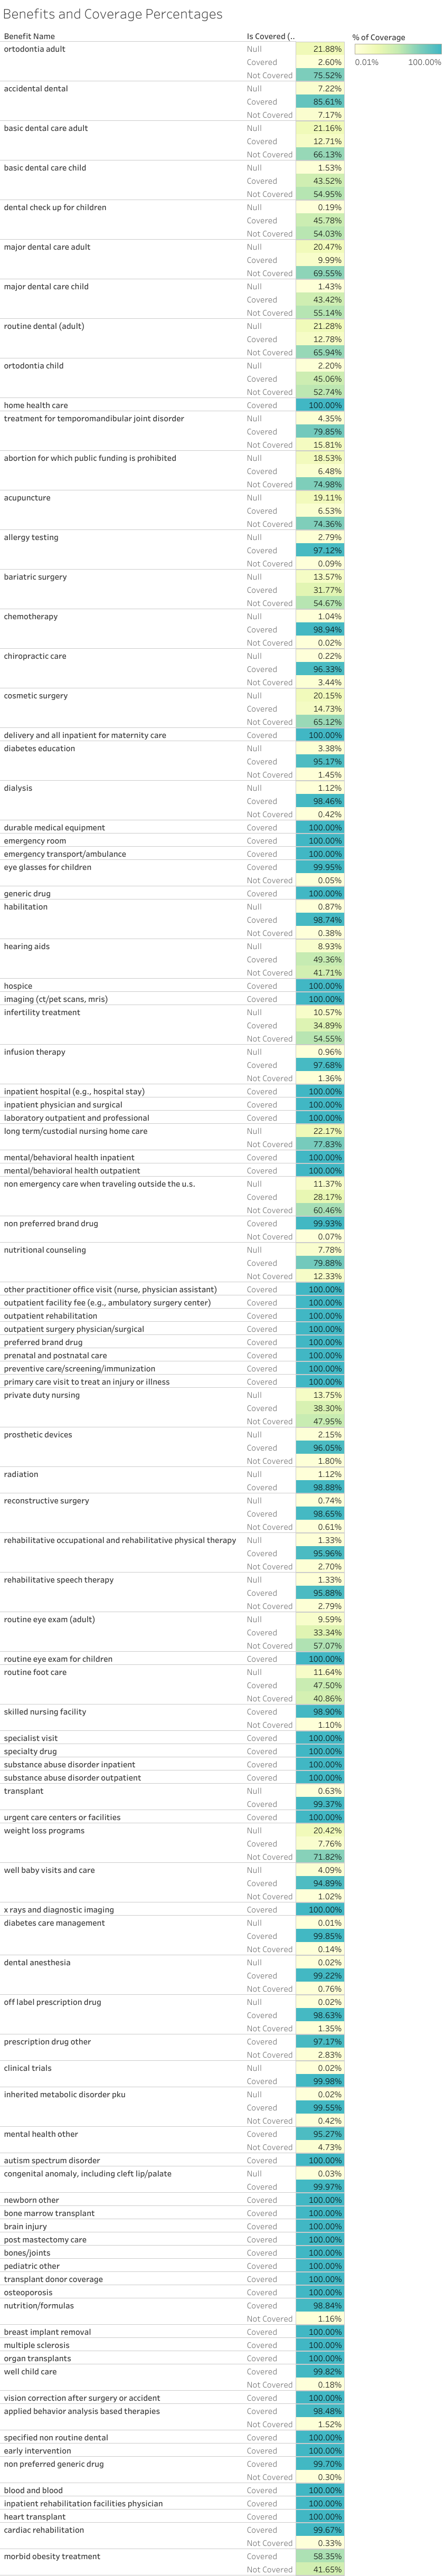 Benefits and Coverage Percentages
Benefit Name Is Covered (.. % of Coverage
ortodontia adult Null 21.88%
0.01% 100.00%
Covered 2.60%
Not Covered 75.52%
accidental dental Null 7.22%
Covered 85.61%
Not Covered 7.17%
basic dental care adult Null 21.16%
Covered 12.71%
Not Covered 66.13%
basic dental care child Null 1.53%
Covered 43.52%
Not Covered 54.95%
dental check up for children Null 0.19%
Covered 45.78%
Not Covered 54.03%
major dental care adult Null 20.47%
Covered 9.99%
Not Covered 69.55%
major dental care child Null 1.43%
Covered 43.42%
Not Covered 55.14%
routine dental (adult) Null 21.28%
Covered 12.78%
Not Covered 65.94%
ortodontia child Null 2.20%
Covered 45.06%
Not Covered 52.74%
home health care Covered 100.00%
treatment for temporomandibular joint disorder Null 4.35%
Covered 79.85%
Not Covered 15.81%
abortion for which public funding is prohibited Null 18.53%
Covered 6.48%
Not Covered 74.98%
acupuncture Null 19.11%
Covered 6.53%
Not Covered 74.36%
allergy testing Null 2.79%
Covered 97.12%
Not Covered 0.09%
bariatric surgery Null 13.57%
Covered 31.77%
Not Covered 54.67%
chemotherapy Null 1.04%
Covered 98.94%
Not Covered 0.02%
chiropractic care Null 0.22%
Covered 96.33%
Not Covered 3.44%
cosmetic surgery Null 20.15%
Covered 14.73%
Not Covered 65.12%
delivery and all inpatient for maternity care Covered 100.00%
diabetes education Null 3.38%
Covered 95.17%
Not Covered 1.45%
dialysis Null 1.12%
Covered 98.46%
Not Covered 0.42%
durable medical equipment Covered 100.00%
emergency room Covered 100.00%
emergency transport/ambulance Covered 100.00%
eye glasses for children Covered 99.95%
Not Covered 0.05%
generic drug Covered 100.00%
habilitation Null 0.87%
Covered 98.74%
Not Covered 0.38%
hearing aids Null 8.93%
Covered 49.36%
Not Covered 41.71%
hospice Covered 100.00%
imaging (ct/pet scans, mris) Covered 100.00%
infertility treatment Null 10.57%
Covered 34.89%
Not Covered 54.55%
infusion therapy Null 0.96%
Covered 97.68%
Not Covered 1.36%
inpatient hospital (e.g., hospital stay) Covered 100.00%
inpatient physician and surgical Covered 100.00%
laboratory outpatient and professional Covered 100.00%
long term/custodial nursing home care Null 22.17%
Not Covered 77.83%
mental/behavioral health inpatient Covered 100.00%
mental/behavioral health outpatient Covered 100.00%
non emergency care when traveling outside the u.s. Null 11.37%
Covered 28.17%
Not Covered 60.46%
non preferred brand drug Covered 99.93%
Not Covered 0.07%
nutritional counseling Null 7.78%
Covered 79.88%
Not Covered 12.33%
other practitioner office visit (nurse, physician assistant) Covered 100.00%
outpatient facility fee (e.g., ambulatory surgery center) Covered 100.00%
outpatient rehabilitation Covered 100.00%
outpatient surgery physician/surgical Covered 100.00%
preferred brand drug Covered 100.00%
prenatal and postnatal care Covered 100.00%
preventive care/screening/immunization Covered 100.00%
primary care visit to treat an injury or illness Covered 100.00%
private duty nursing Null 13.75%
Covered 38.30%
Not Covered 47.95%
prosthetic devices Null 2.15%
Covered 96.05%
Not Covered 1.80%
radiation Null 1.12%
Covered 98.88%
reconstructive surgery Null 0.74%
Covered 98.65%
Not Covered 0.61%
rehabilitative occupational and rehabilitative physical therapy Null 1.33%
Covered 95.96%
Not Covered 2.70%
rehabilitative speech therapy Null 1.33%
Covered 95.88%
Not Covered 2.79%
routine eye exam (adult) Null 9.59%
Covered 33.34%
Not Covered 57.07%
routine eye exam for children Covered 100.00%
routine foot care Null 11.64%
Covered 47.50%
Not Covered 40.86%
skilled nursing facility Covered 98.90%
Not Covered 1.10%
specialist visit Covered 100.00%
specialty drug Covered 100.00%
substance abuse disorder inpatient Covered 100.00%
substance abuse disorder outpatient Covered 100.00%
transplant Null 0.63%
Covered 99.37%
urgent care centers or facilities Covered 100.00%
weight loss programs Null 20.42%
Covered 7.76%
Not Covered 71.82%
well baby visits and care Null 4.09%
Covered 94.89%
Not Covered 1.02%
x rays and diagnostic imaging Covered 100.00%
diabetes care management Null 0.01%
Covered 99.85%
Not Covered 0.14%
dental anesthesia Null 0.02%
Covered 99.22%
Not Covered 0.76%
off label prescription drug Null 0.02%
Covered 98.63%
Not Covered 1.35%
prescription drug other Covered 97.17%
Not Covered 2.83%
clinical trials Null 0.02%
Covered 99.98%
inherited metabolic disorder pku Null 0.02%
Covered 99.55%
Not Covered 0.42%
mental health other Covered 95.27%
Not Covered 4.73%
autism spectrum disorder Covered 100.00%
congenital anomaly, including cleft lip/palate Null 0.03%
Covered 99.97%
newborn other Covered 100.00%
bone marrow transplant Covered 100.00%
brain injury Covered 100.00%
post mastectomy care Covered 100.00%
bones/joints Covered 100.00%
pediatric other Covered 100.00%
transplant donor coverage Covered 100.00%
osteoporosis Covered 100.00%
nutrition/formulas Covered 98.84%
Not Covered 1.16%
breast implant removal Covered 100.00%
multiple sclerosis Covered 100.00%
organ transplants Covered 100.00%
well child care Covered 99.82%
Not Covered 0.18%
vision correction after surgery or accident Covered 100.00%
applied behavior analysis based therapies Covered 98.48%
Not Covered 1.52%
specified non routine dental Covered 100.00%
early intervention Covered 100.00%
non preferred generic drug Covered 99.70%
Not Covered 0.30%
blood and blood Covered 100.00%
inpatient rehabilitation facilities physician Covered 100.00%
heart transplant Covered 100.00%
cardiac rehabilitation Covered 99.67%
Not Covered 0.33%
morbid obesity treatment Covered 58.35%
Not Covered 41.65%